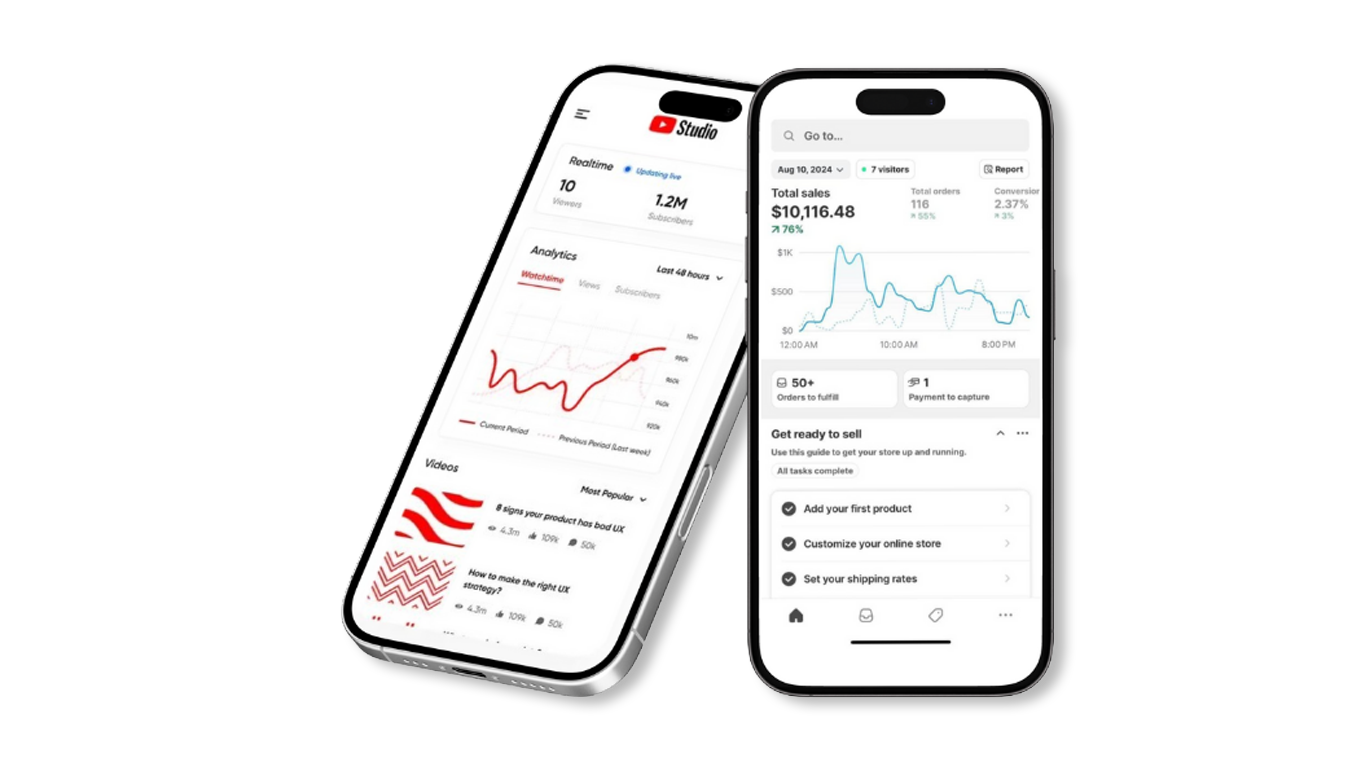 Studio
Realtime
Updating live
10
1.2M
Viewers
Subscribers
Analytics
Last 48 hours
Watchtime
Views
Subscribers
10m
980k
960k
940k
920k
Current Period
Previous Period (Last week)
Videos
Most Popular
8 signs your product has bad UX
4.3m
109k
50k
How to make the right UX
strategy?
4.3m
109k
50k
Go to...
Aug 10, 2024
7 visitors
Report
Total sales
Total orders
Conversion
$10,116.48
116
2.37%
76%
55%
3%
$1K
$500
$0
12:00 AM
10:00 AM
8:00 PM
50+
Orders to fulfill
1
Payment to capture
Get ready to sell
Use this guide to get your store up and running.
All tasks complete
Add your first product
Customize your online store
Set your shipping rates